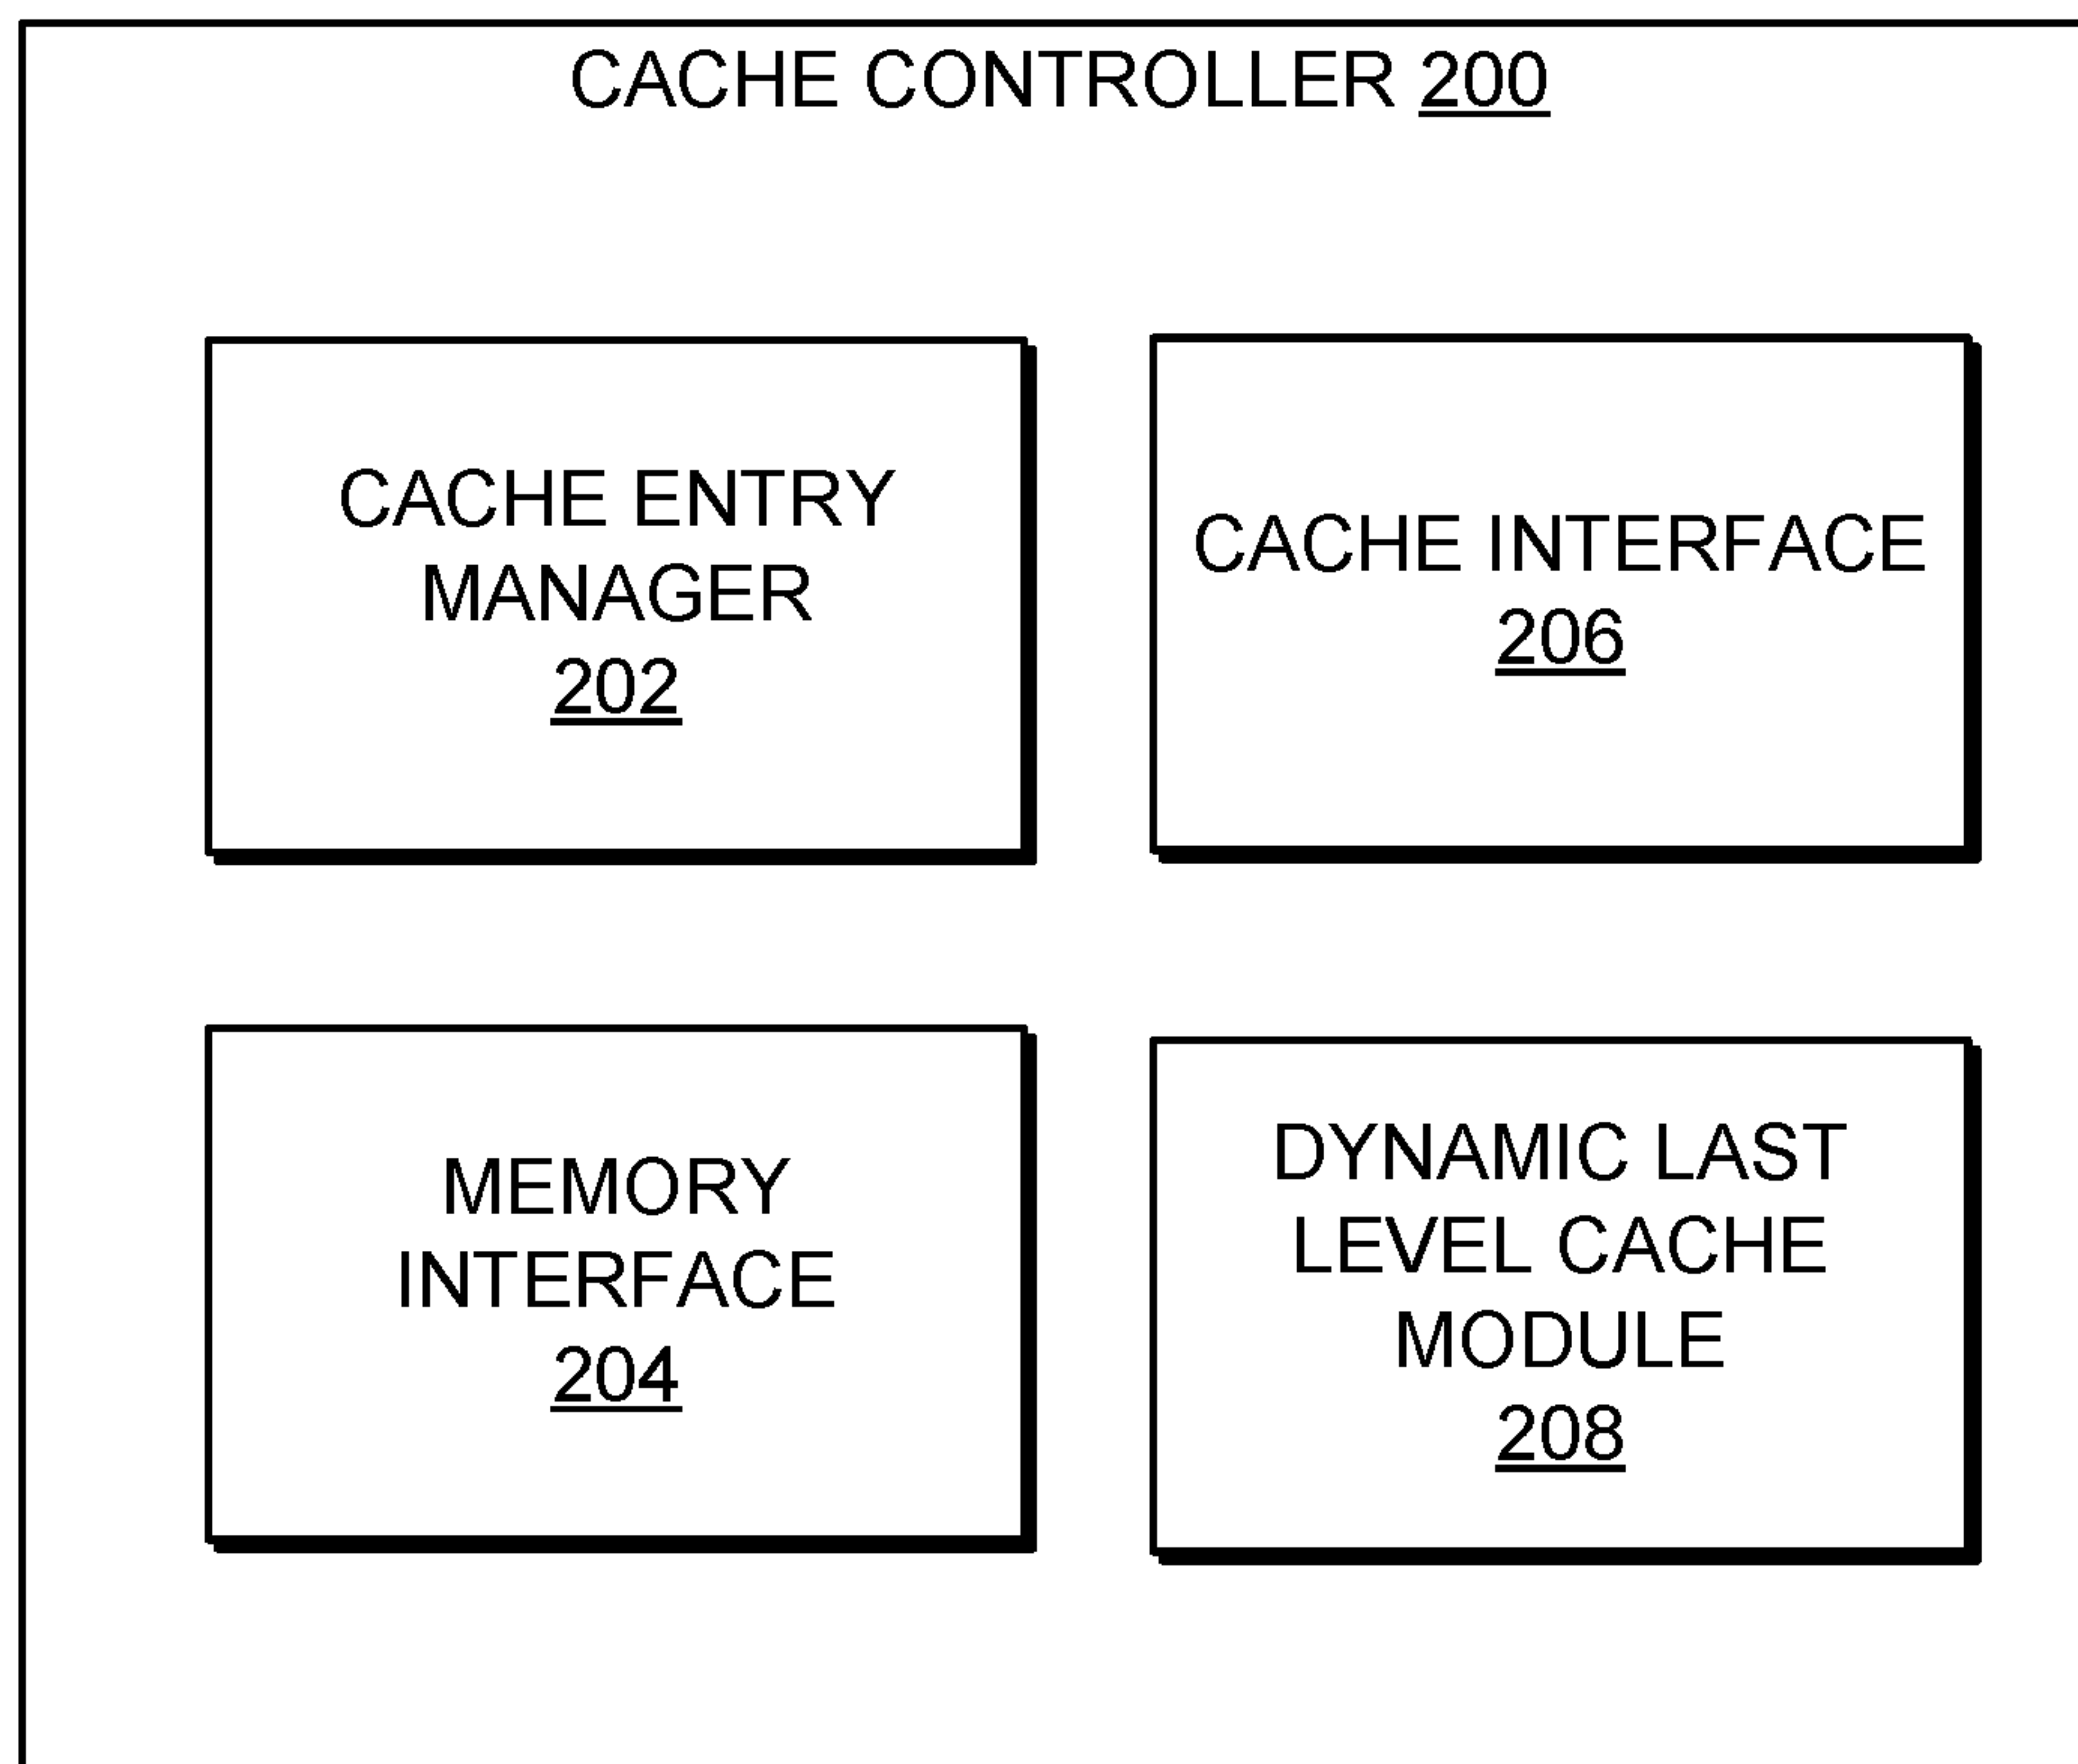 CACHE CONTROLLER 200
CACHE ENTRY
MANAGER
202
CACHE INTERFACE
206
MEMORY
INTERFACE
204
DYNAMIC LAST
LEVEL CACHE
MODULE
208